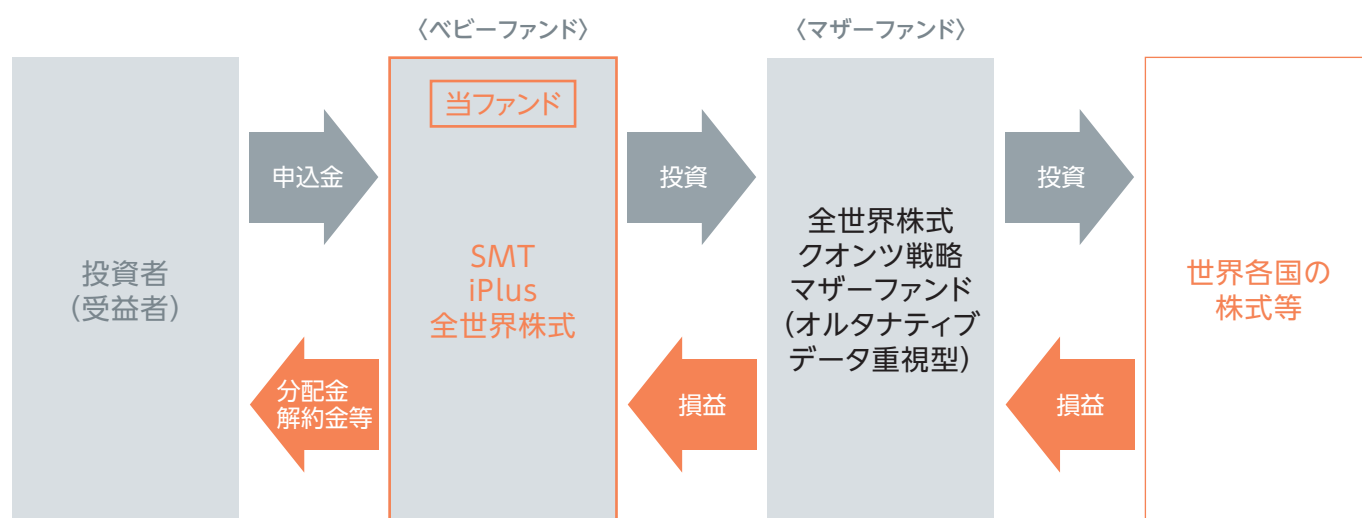 〈ベビーファンド〉
〈マザーファンド〉
当ファンド
申込金
投資
投資
投資者
(受益者)
SMT
iPlus
全世界株式
全世界株式
クオンツ戦略
マザーファンド
(オルタナティブ
データ重視型)
世界各国の
株式等
分配金
解約金等
損益
損益